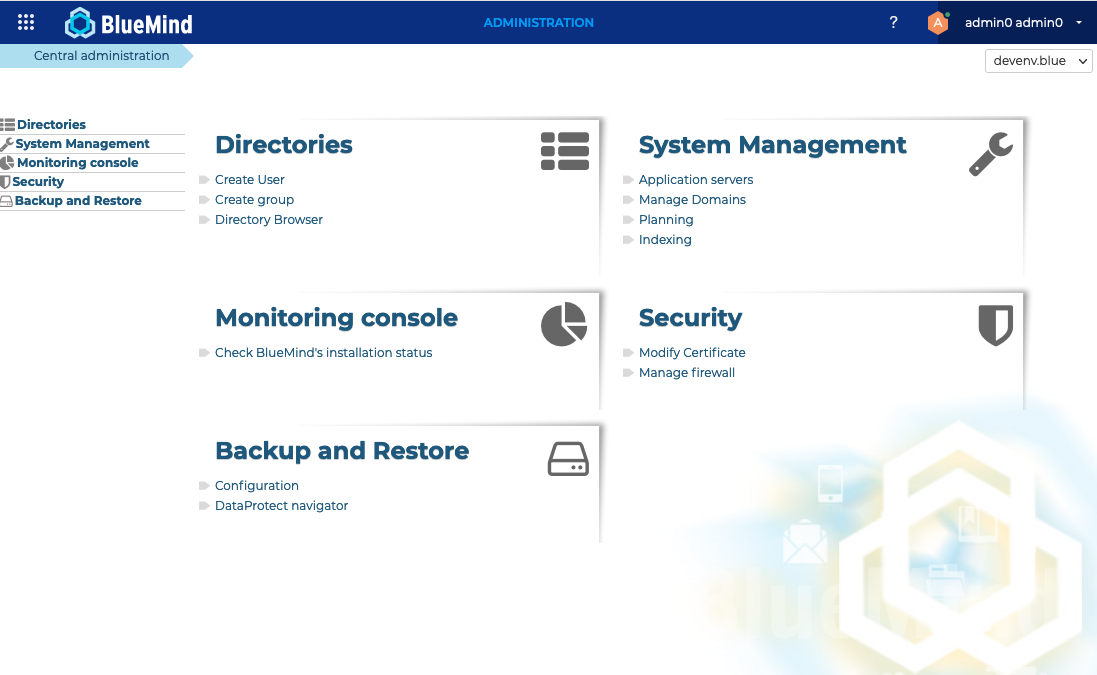 BlueMind
ADMINISTRATION
?
A
admin0 admin0
Central administration
devenv.blue
Directories
System Management
Monitoring console
Security
Backup and Restore
Directories
Create User
Create group
Directory Browser
System Management
Application servers
Manage Domains
Planning
Indexing
Monitoring console
Check BlueMind's installation status
Security
Modify Certificate
Manage firewall
Backup and Restore
Configuration
DataProtect navigator
BlueMind